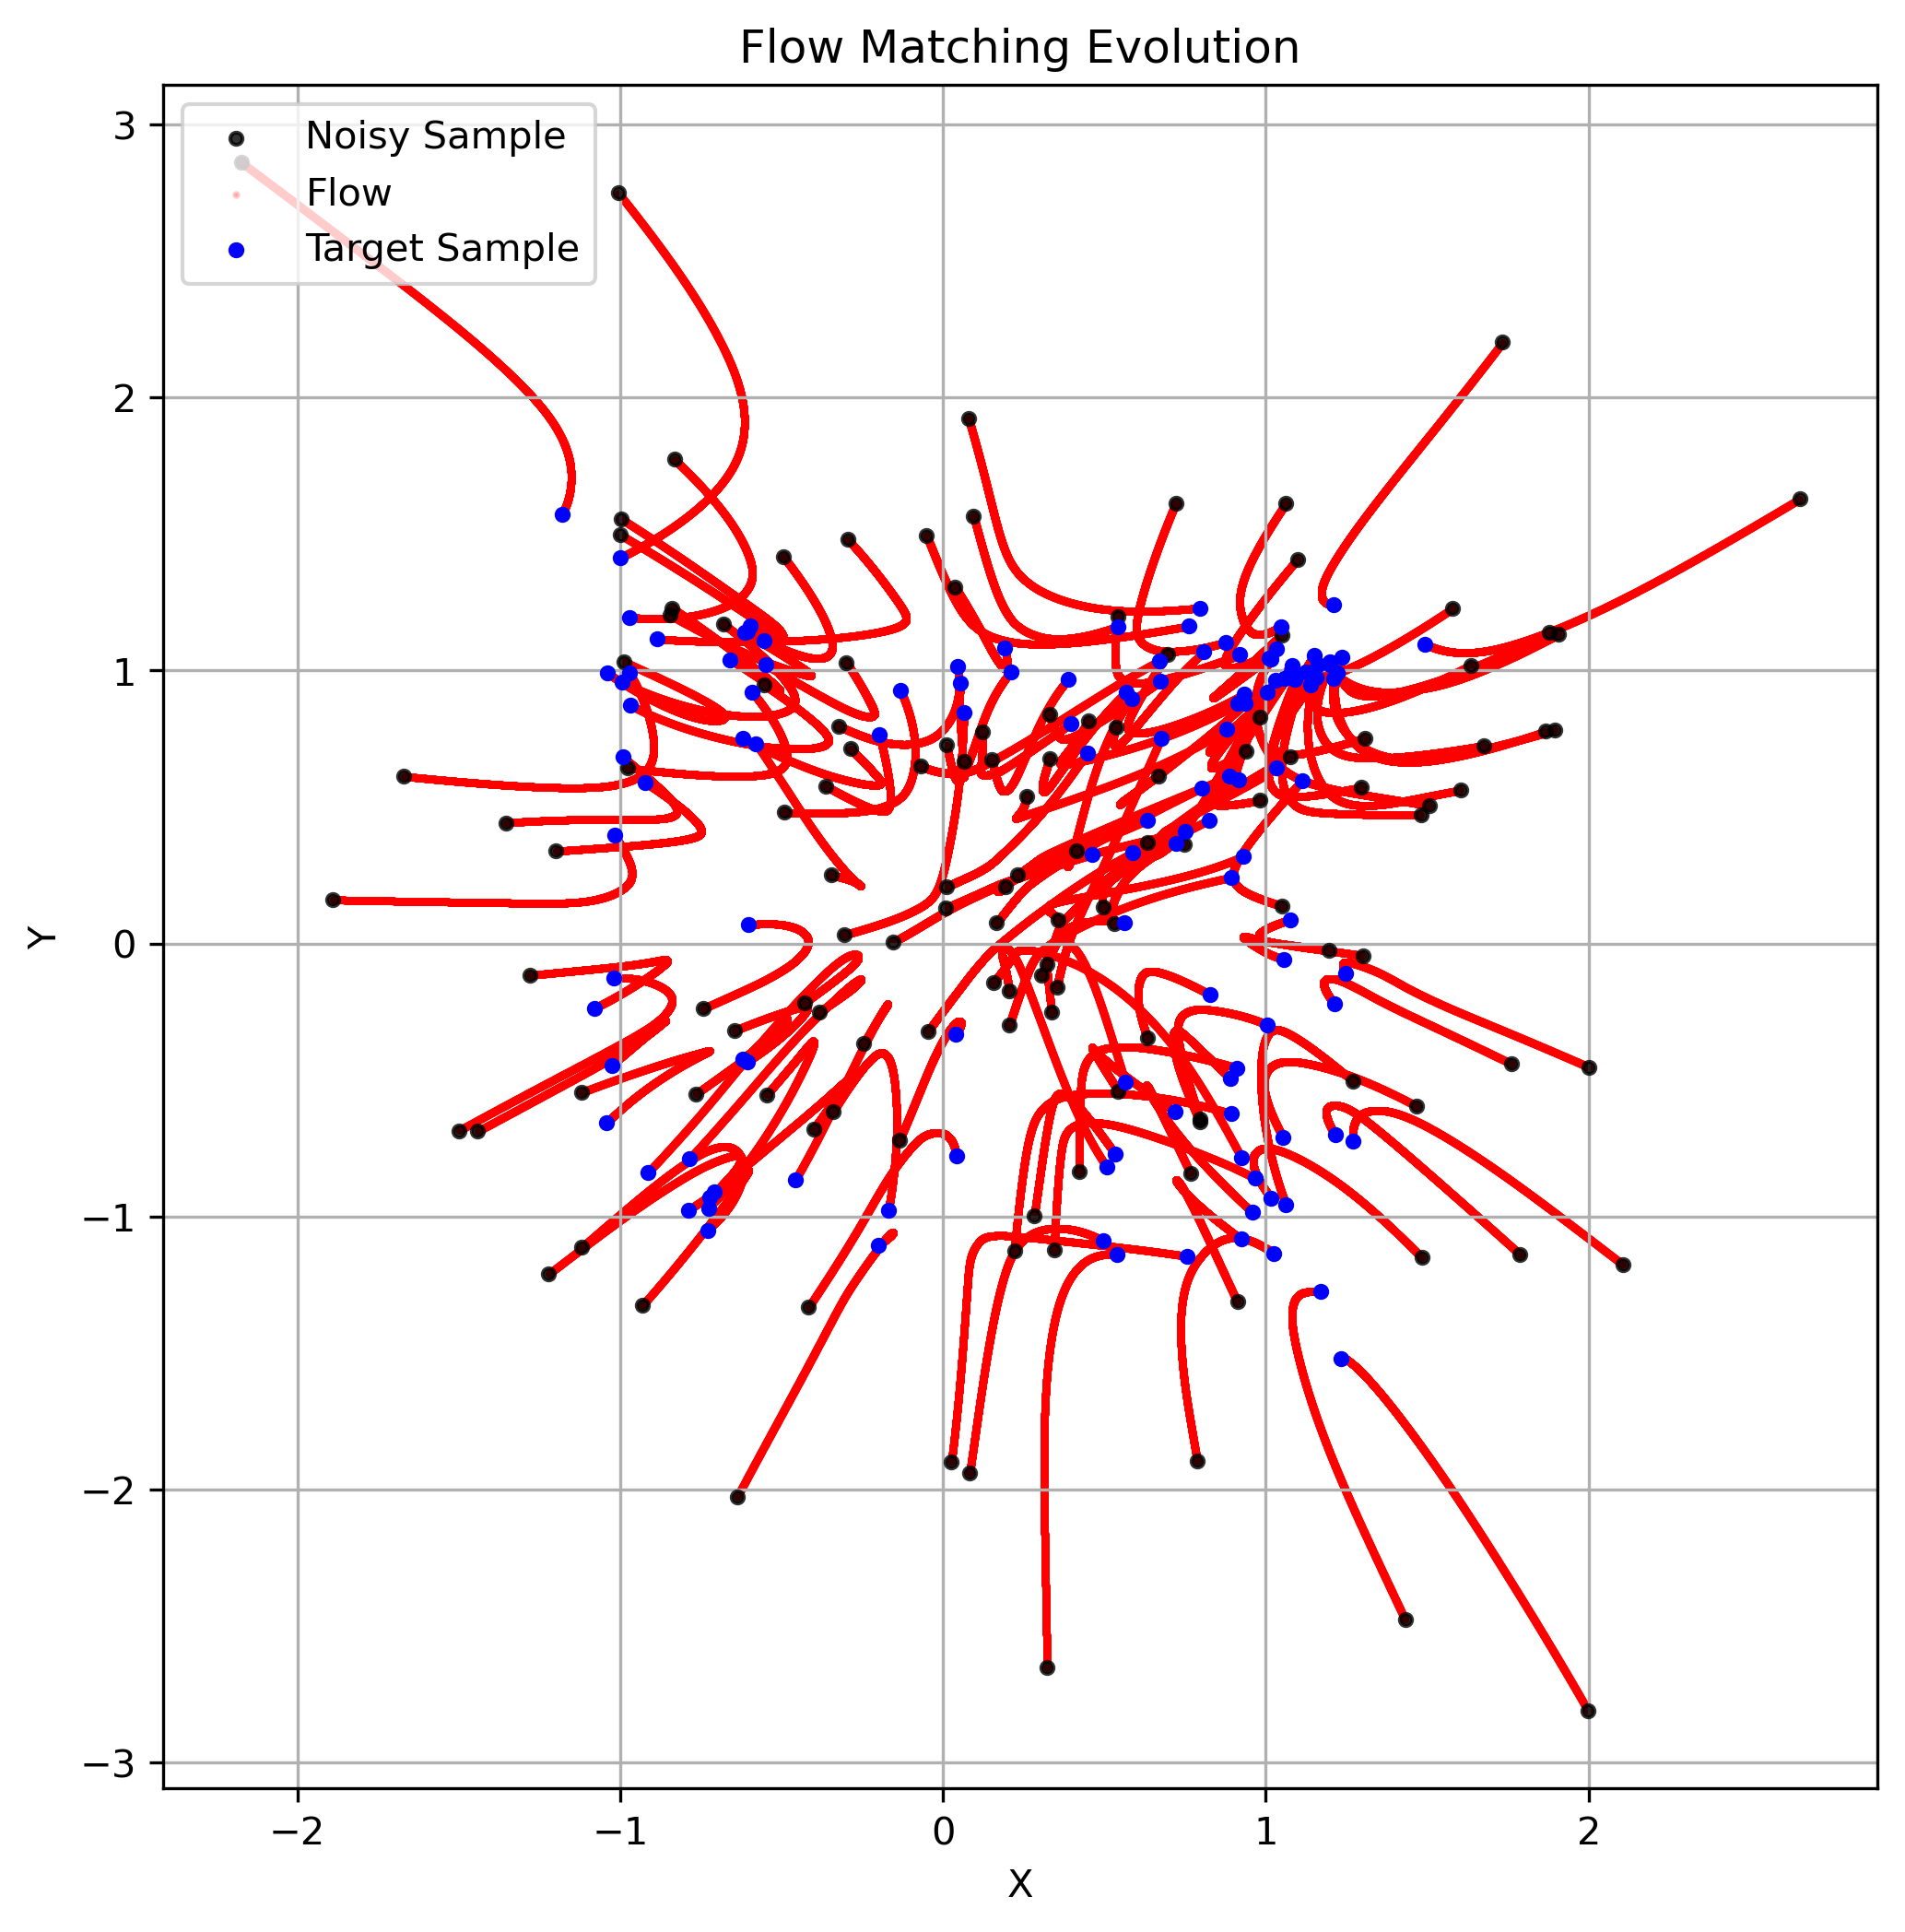 Flow Matching Evolution
Noisy Sample
Flow
Target Sample
3
2
1
0
−1
−2
−3
Y
−2 −1 0 1 2
X